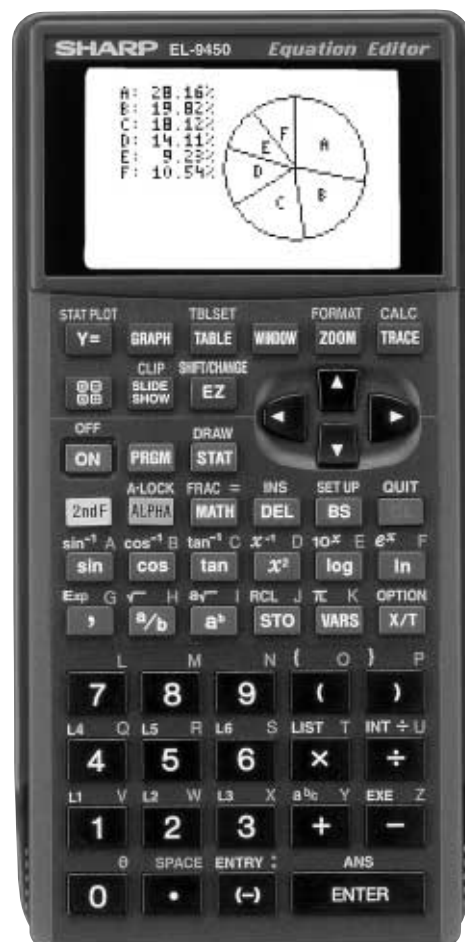 SHARP EL-9450 Equation Editor
A: 28.16%
B: 19.82%
C: 18.12%
D: 14.11%
E: 9.23%
F: 10.54%
F A
E
D B
C
STAT PLOT TBLSET FORMAT CALC
Y= GRAPH TABLE WINDOW ZOOM TRACE
CLIP SHIFT/CHANGE
SLIDE SHOW EZ
OFF DRAW
ON PRGM STAT
A-LOCK FRAC = INS SET UP QUIT
2ndF ALPHA MATH DEL BS CL
sin⁻¹ A cos⁻¹ B tan⁻¹ C x⁻¹ D 10ˣ E eˣ F
sin cos tan x² log ln
Exp G √‾ H ª√‾ I RCL J π K OPTION
, a/b aᵇ STO VARS X/T
L M N ( O ) P
7 8 9 ( )
L4 Q L5 R L6 S LIST T INT÷ U
4 5 6 × ÷
L1 V L2 W L3 X aᵇ/c Y EXE Z
1 2 3 + −
θ SPACE ENTRY : ANS
0 • (−) ENTER